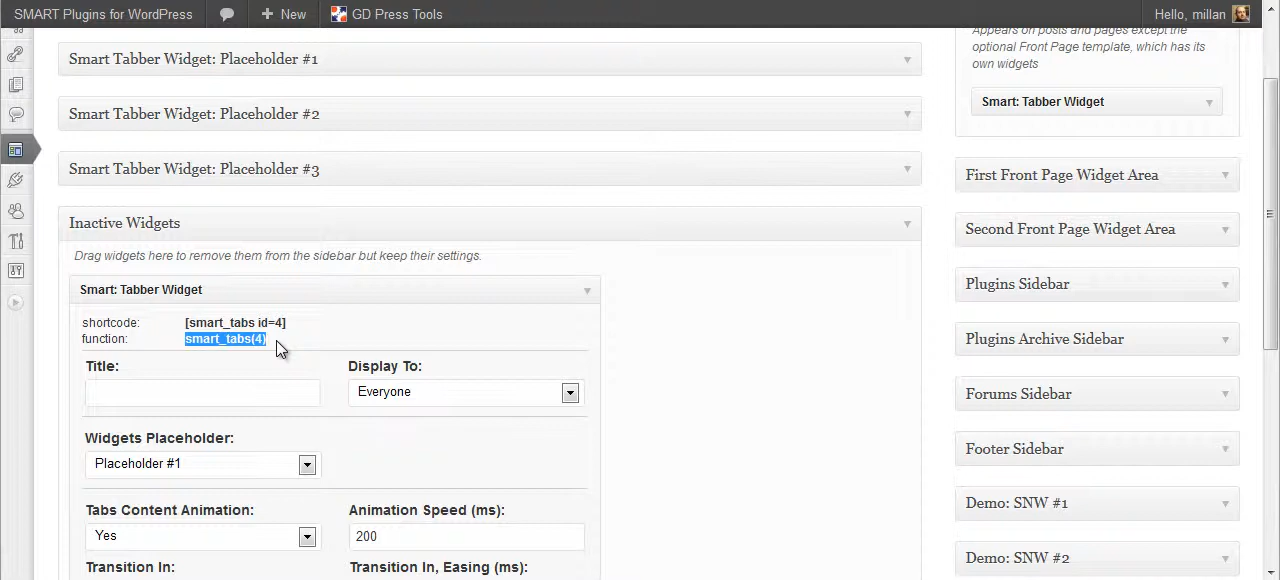 SMART Plugins for WordPress
New
GD Press Tools
Hello, millan
Smart Tabber Widget: Placeholder #1
Smart Tabber Widget: Placeholder #2
Smart Tabber Widget: Placeholder #3
Inactive Widgets
Drag widgets here to remove them from the sidebar but keep their settings.
Smart: Tabber Widget
shortcode: [smart_tabs id=4]
function: smart_tabs(4)
Title: Display To:
Everyone
Widgets Placeholder:
Placeholder #1
Tabs Content Animation: Animation Speed (ms):
Yes 200
Transition In: Transition In, Easing (ms):
Appears on posts and pages except the
optional Front Page template, which has its
own widgets
Smart: Tabber Widget
First Front Page Widget Area
Second Front Page Widget Area
Plugins Sidebar
Plugins Archive Sidebar
Forums Sidebar
Footer Sidebar
Demo: SNW #1
Demo: SNW #2